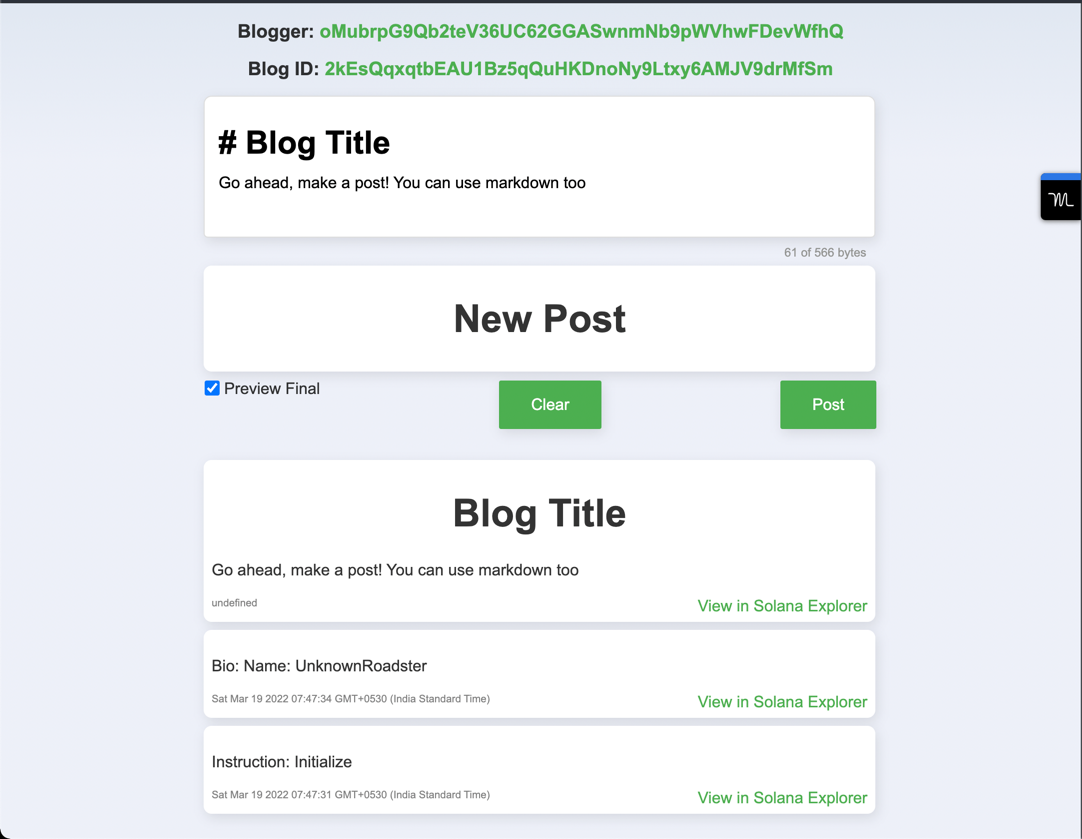 Blogger: oMubrpG9Qb2teV36UC62GGASwnmNb9pWVhwFDevWfhQ
Blog ID: 2kEsQqxqtbEAU1Bz5qQuHKDnoNy9Ltxy6AMJV9drMfSm
# Blog Title
Go ahead, make a post! You can use markdown too
61 of 566 bytes
New Post
Preview Final
Clear
Post
Blog Title
Go ahead, make a post! You can use markdown too
undefined
View in Solana Explorer
Bio: Name: UnknownRoadster
Sat Mar 19 2022 07:47:34 GMT+0530 (India Standard Time)
View in Solana Explorer
Instruction: Initialize
Sat Mar 19 2022 07:47:31 GMT+0530 (India Standard Time)
View in Solana Explorer